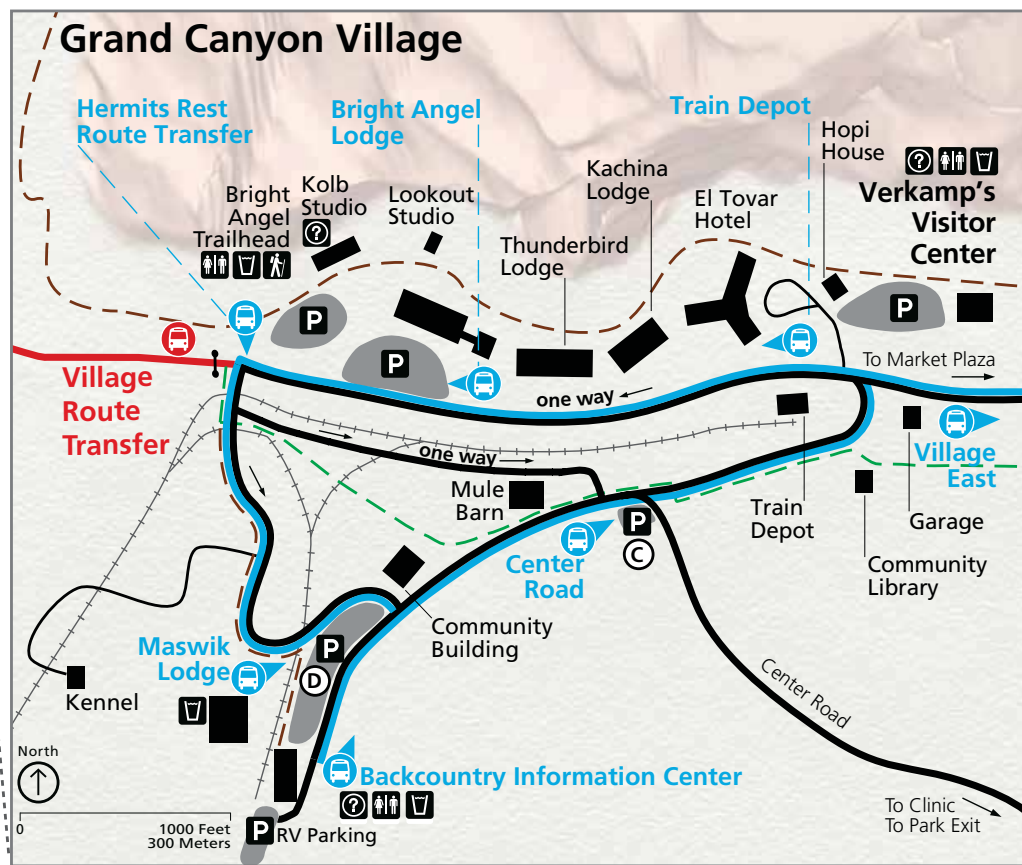 Grand Canyon Village
Hermits Rest
Route Transfer
Bright Angel
Lodge
Train Depot
Hopi
House
?
Verkamp's
Visitor
Center
Kachina
Lodge
El Tovar
Hotel
Kolb
Studio
?
Lookout
Studio
Bright
Angel
Trailhead
Thunderbird
Lodge
P
P
P
To Market Plaza
Village
Route
Transfer
one way
one way
Mule
Barn
Village
East
Train
Depot
Garage
Community
Library
P
C
Center
Road
Community
Building
Maswik
Lodge
P
D
Kennel
Center Road
North
Backcountry Information Center
?
0
1000 Feet
300 Meters
P
RV Parking
To Clinic
To Park Exit